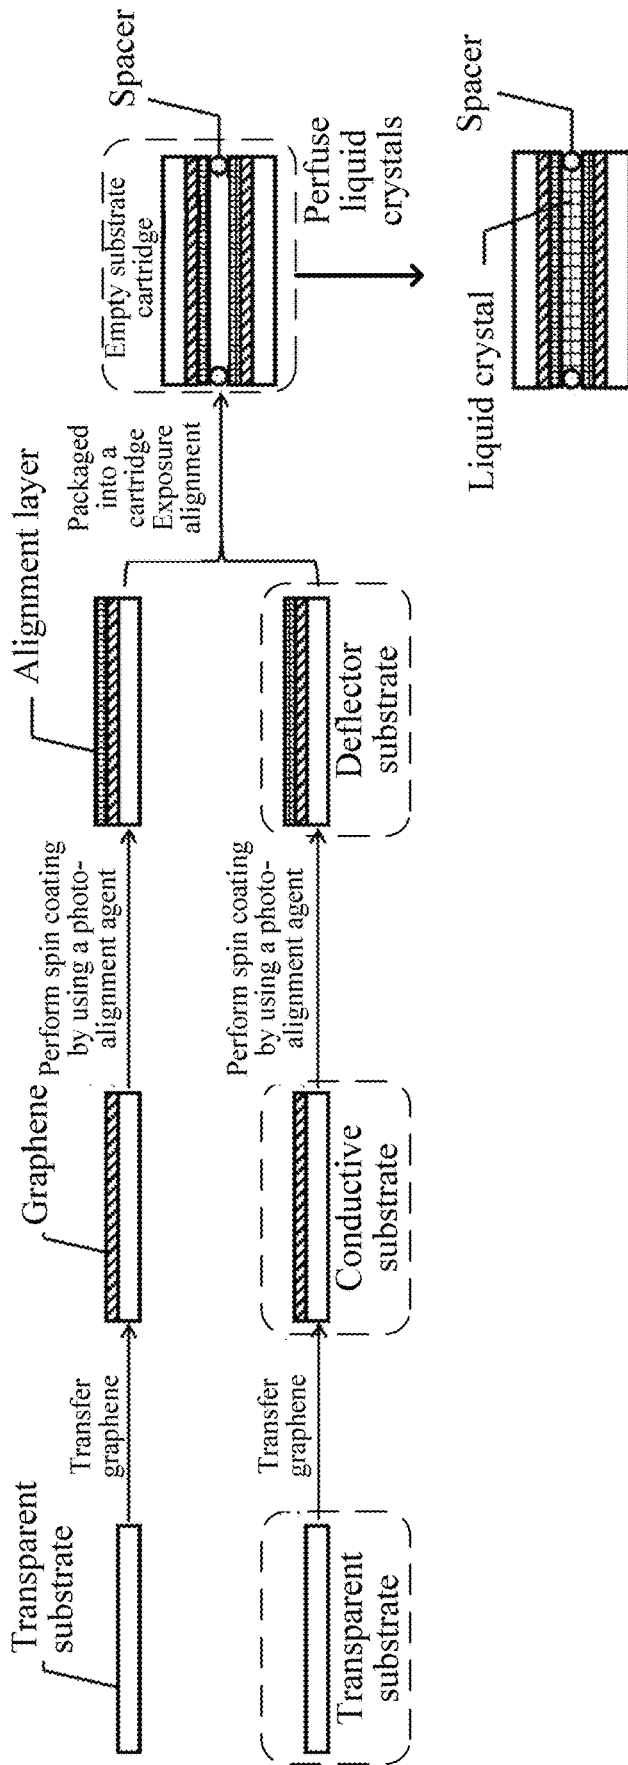 Transparent
substrate
Transfer
graphene
Graphene
Perform spin coating
by using a photo-
alignment agent
Alignment layer
Packaged
into a
cartridge
Exposure
alignment
Empty substrate
cartridge
Spacer
Transparent
substrate
Transfer
graphene
Conductive
substrate
Perform spin coating
by using a photo-
alignment agent
Deflector
substrate
Perfuse
liquid
crystals
Liquid crystal
Spacer